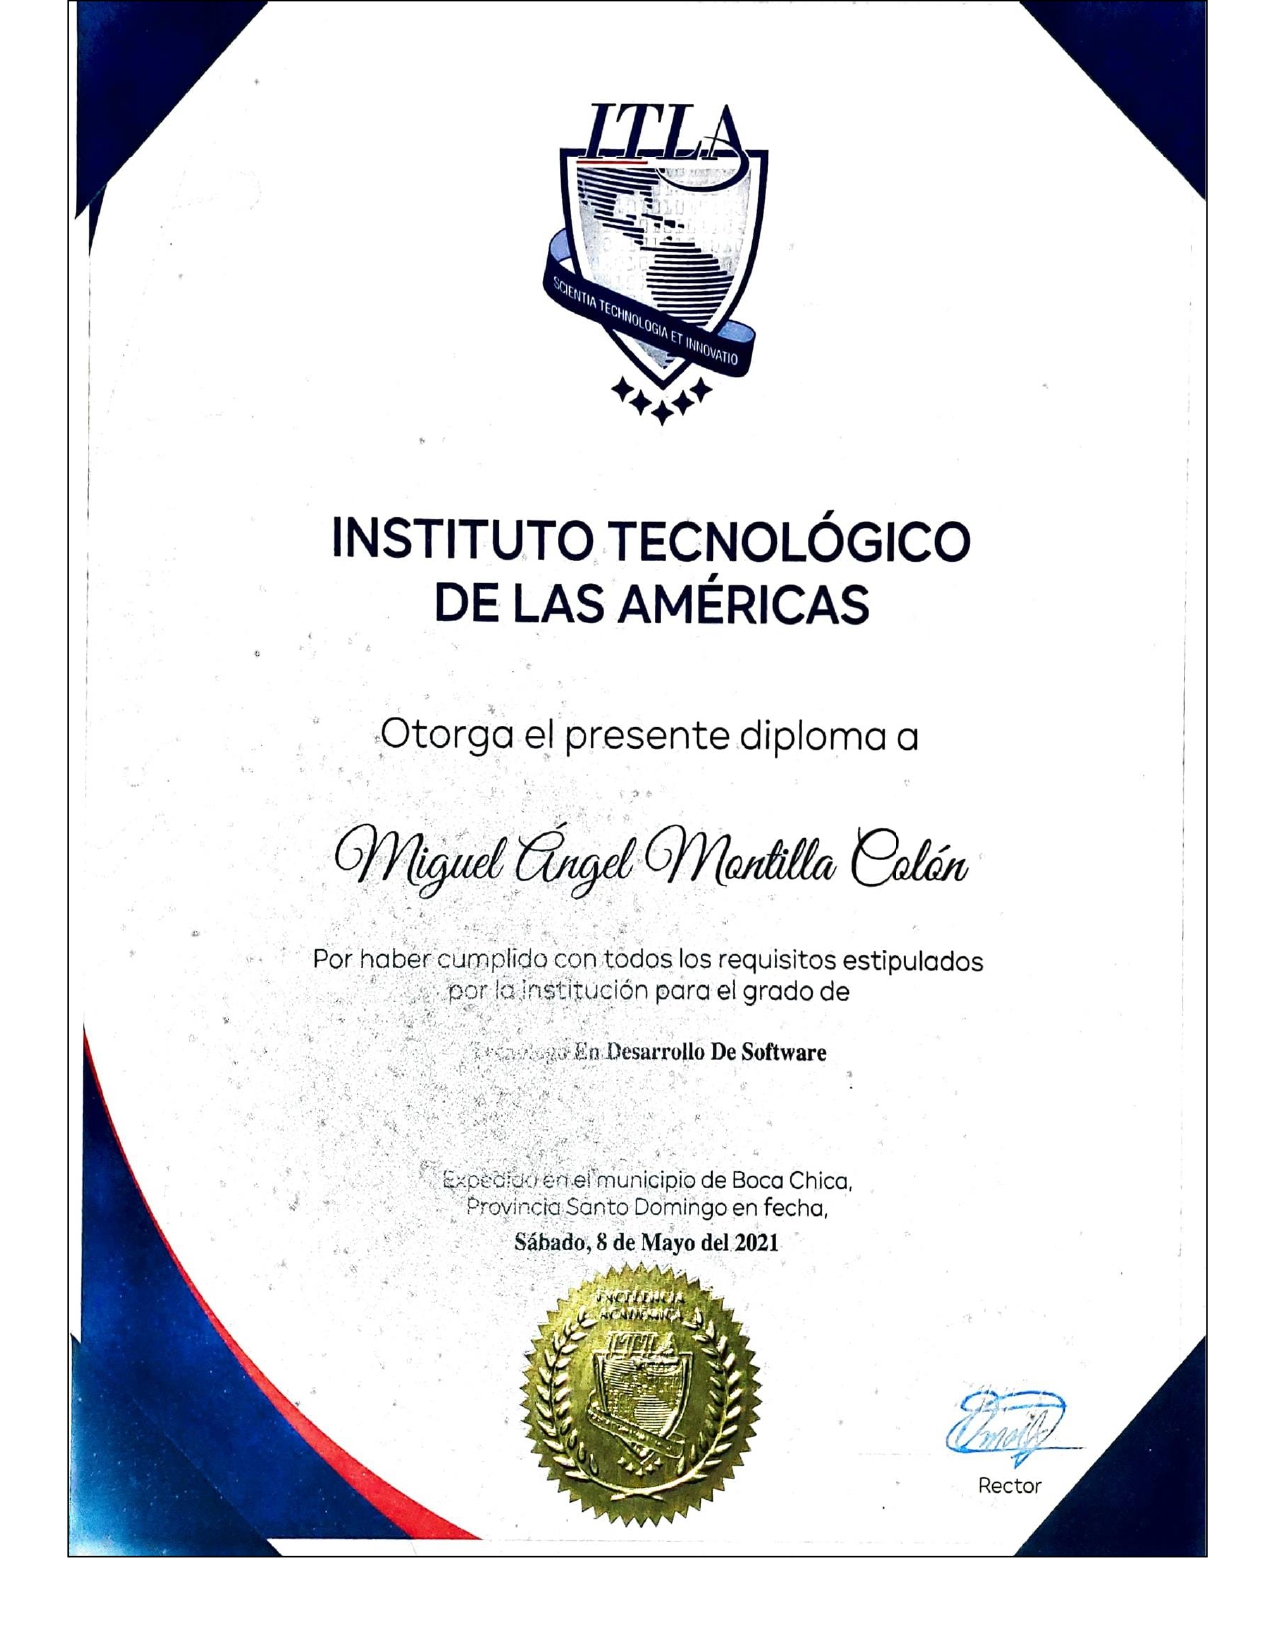 ITLA
SCIENTIA TECHNOLOGIA ET INNOVATIO
INSTITUTO TECNOLÓGICO
DE LAS AMÉRICAS
Otorga el presente diploma a
Miguel Ángel Montilla Colón
Por haber cumplido con todos los requisitos estipulados
por la institución para el grado de
Tecnólogo En Desarrollo De Software
Expedido en el municipio de Boca Chica,
Provincia Santo Domingo en fecha,
Sábado, 8 de Mayo del 2021
EXCELENCIA
ACADÉMICA
ITLA
Rector